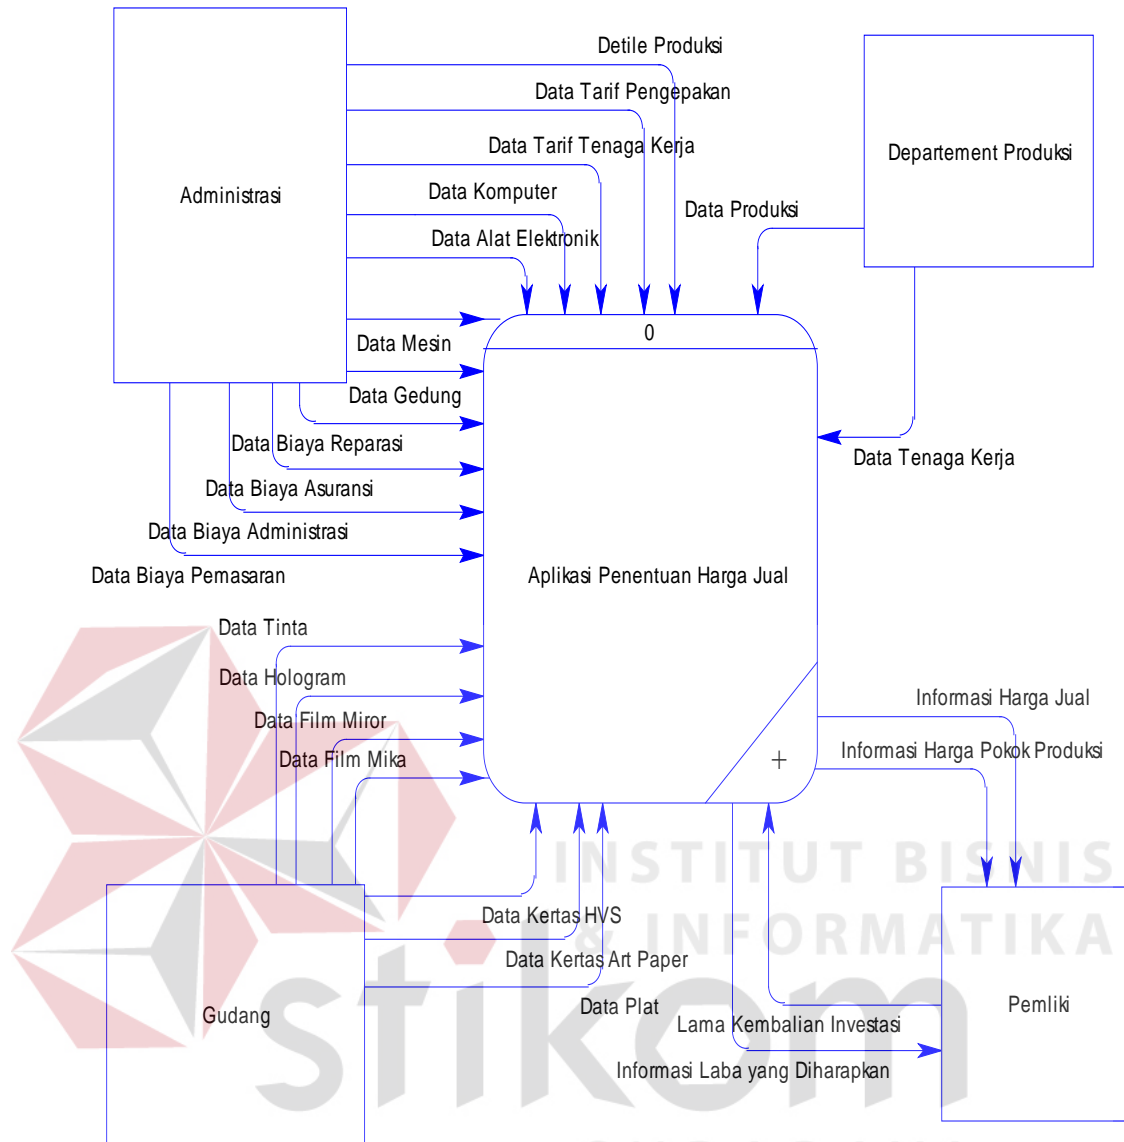 Detile Produksi
Data Tarif Pengepakan
Departement Produksi
Data Tarif Tenaga Kerja
Administrasi
Data Komputer
Data Produksi
Data Alat Elektronik
0
Data Mesin
Data Gedung
Data Biaya Reparasi
Data Tenaga Kerja
Data Biaya Asuransi
Data Biaya Administrasi
Data Biaya Pemasaran
Aplikasi Penentuan Harga Jual
Data Tinta
Data Hologram
Informasi Harga Jual
Data Film Miror
Informasi Harga Pokok Produksi
Data Film Mika
+
INSTITUT BISNIS
Data Kertas HVS
& INFORMATIKA
Data Kertas Art Paper
stikom
Data Plat
Gudang
Pemliki
Lama Kembalian Investasi
Informasi Laba yang Diharapkan